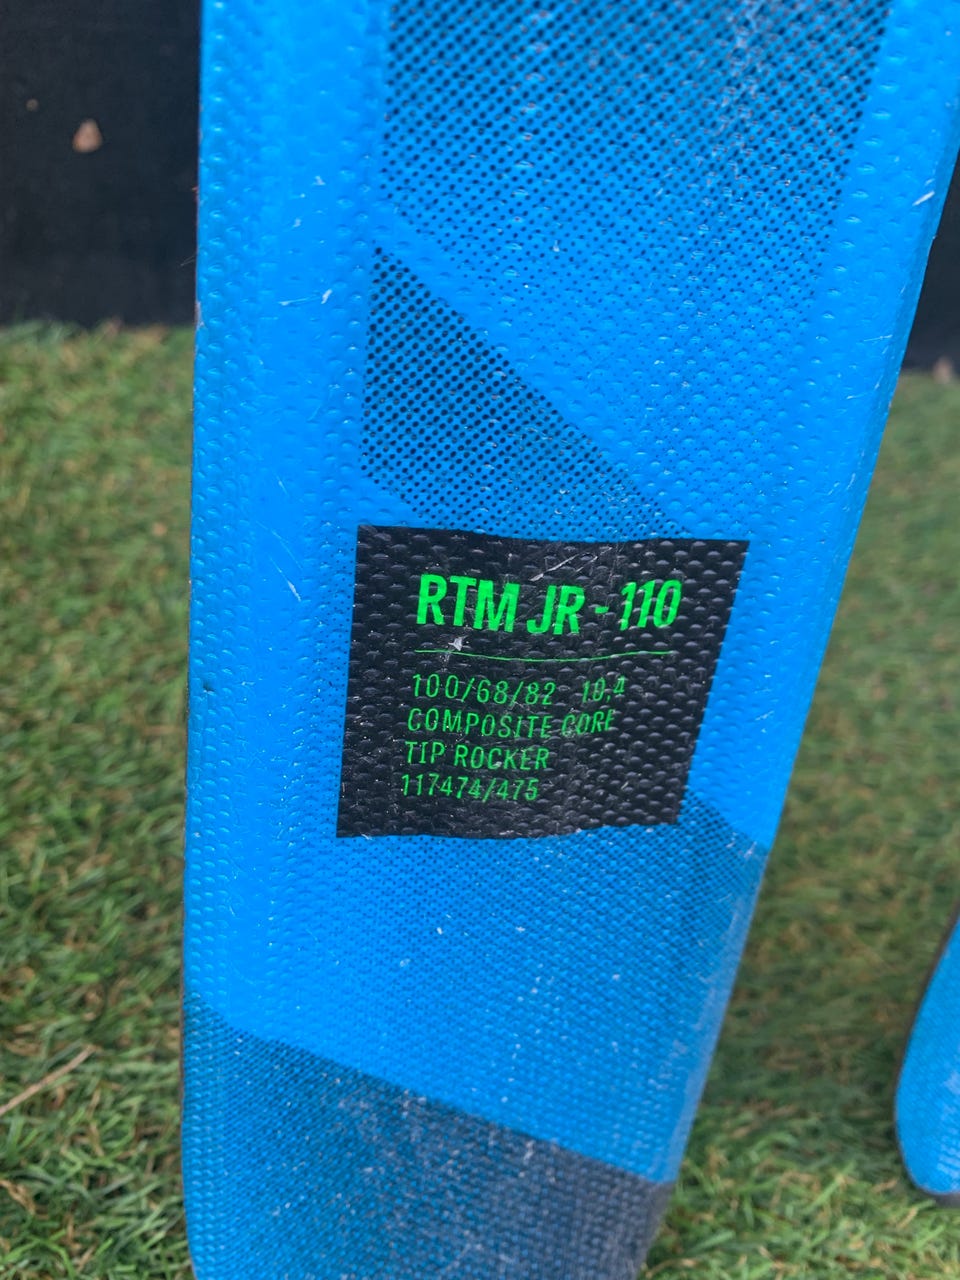 RTM JR - 110
100/68/82 10.4
COMPOSITE CORE
TIP ROCKER
117474/475